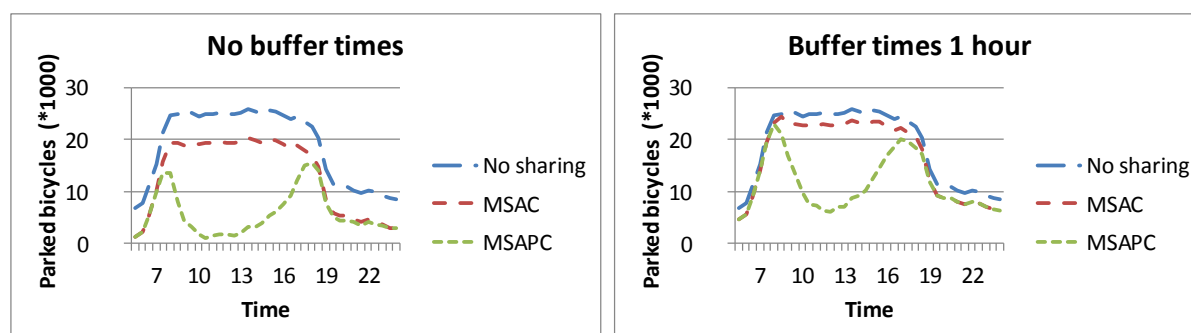 No buffer times
Parked bicycles (*1000)
30
20
10
0
7 10 13 16 19 22
Time
No sharing
MSAC
MSAPC
Buffer times 1 hour
Parked bicycles (*1000)
30
20
10
0
7 10 13 16 19 22
Time
No sharing
MSAC
MSAPC